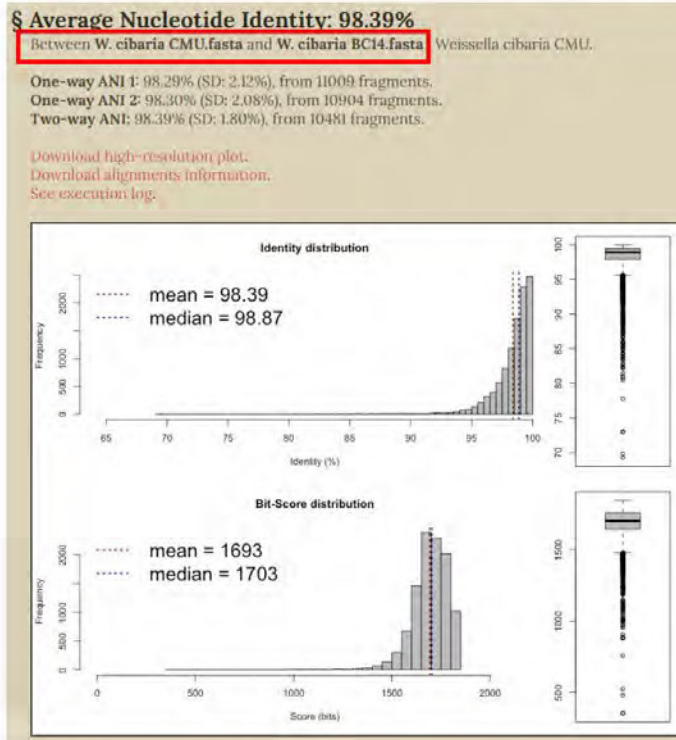 § Average Nucleotide Identity: 98.39%
Between W. cibaria CMU.fasta and W. cibaria BC14.fasta Weissella cibaria CMU.
One-way ANI 1: 98.29% (SD: 2.12%), from 11009 fragments.
One-way ANI 2: 98.30% (SD: 2.08%), from 10904 fragments.
Two-way ANI: 98.39% (SD: 1.80%), from 10481 fragments.
Download high-resolution plot.
Download alignments information.
See execution log.
Identity distribution
mean = 98.39
median = 98.87
Frequency
0 500 1000 2000
65 70 75 80 85 90 95 100
Identity (%)
70 75 80 85 90 95 100
Bit-Score distribution
mean = 1693
median = 1703
Frequency
0 500 1000 2000
0 500 1000 1500 2000
Score (bits)
500 1000 1500